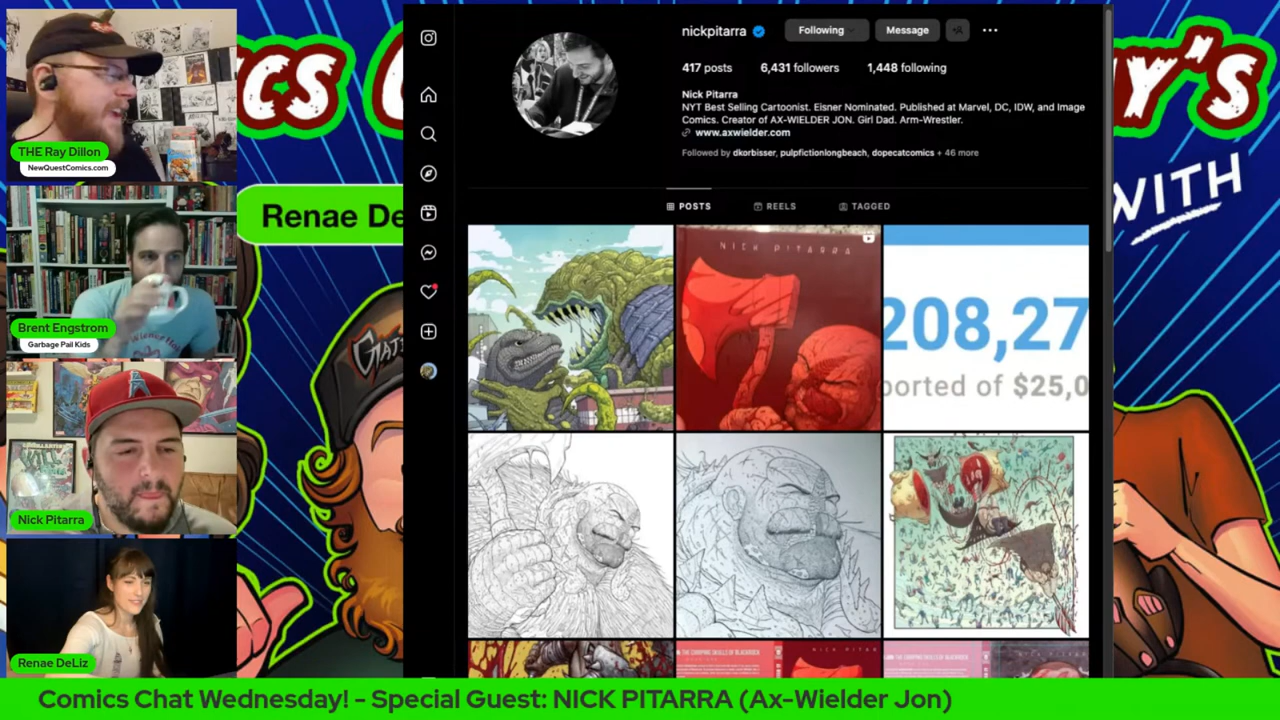 THE Ray Dillon
NewQuestComics.com
Brent Engstrom
Garbage Pail Kids
Nick Pitarra
Renae DeLiz
CS
Y'S
WITH
Renae De
nickpitarra
Following
Message
417 posts
6,431 followers
1,448 following
Nick Pitarra
NYT Best Selling Cartoonist. Eisner Nominated. Published at Marvel, DC, IDW, and Image
Comics. Creator of AX-WIELDER JON. Girl Dad. Arm-Wrestler.
www.axwielder.com
Followed by dkorbisser, pulpfictionlongbeach, dopecatcomics + 46 more
POSTS
REELS
TAGGED
NICK PITARRA
208,27
ported of $25,0
Comics Chat Wednesday! - Special Guest: NICK PITARRA (Ax-Wielder Jon)